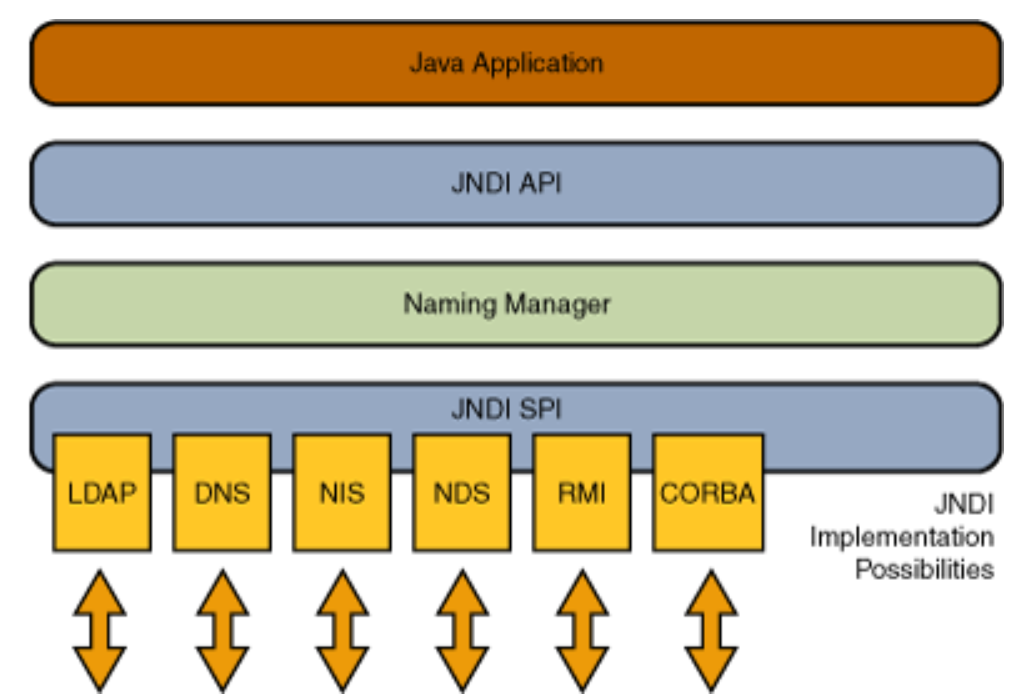 Java Application
JNDI API
Naming Manager
JNDI SPI
LDAP DNS NIS NDS RMI CORBA
JNDI
Implementation
Possibilities